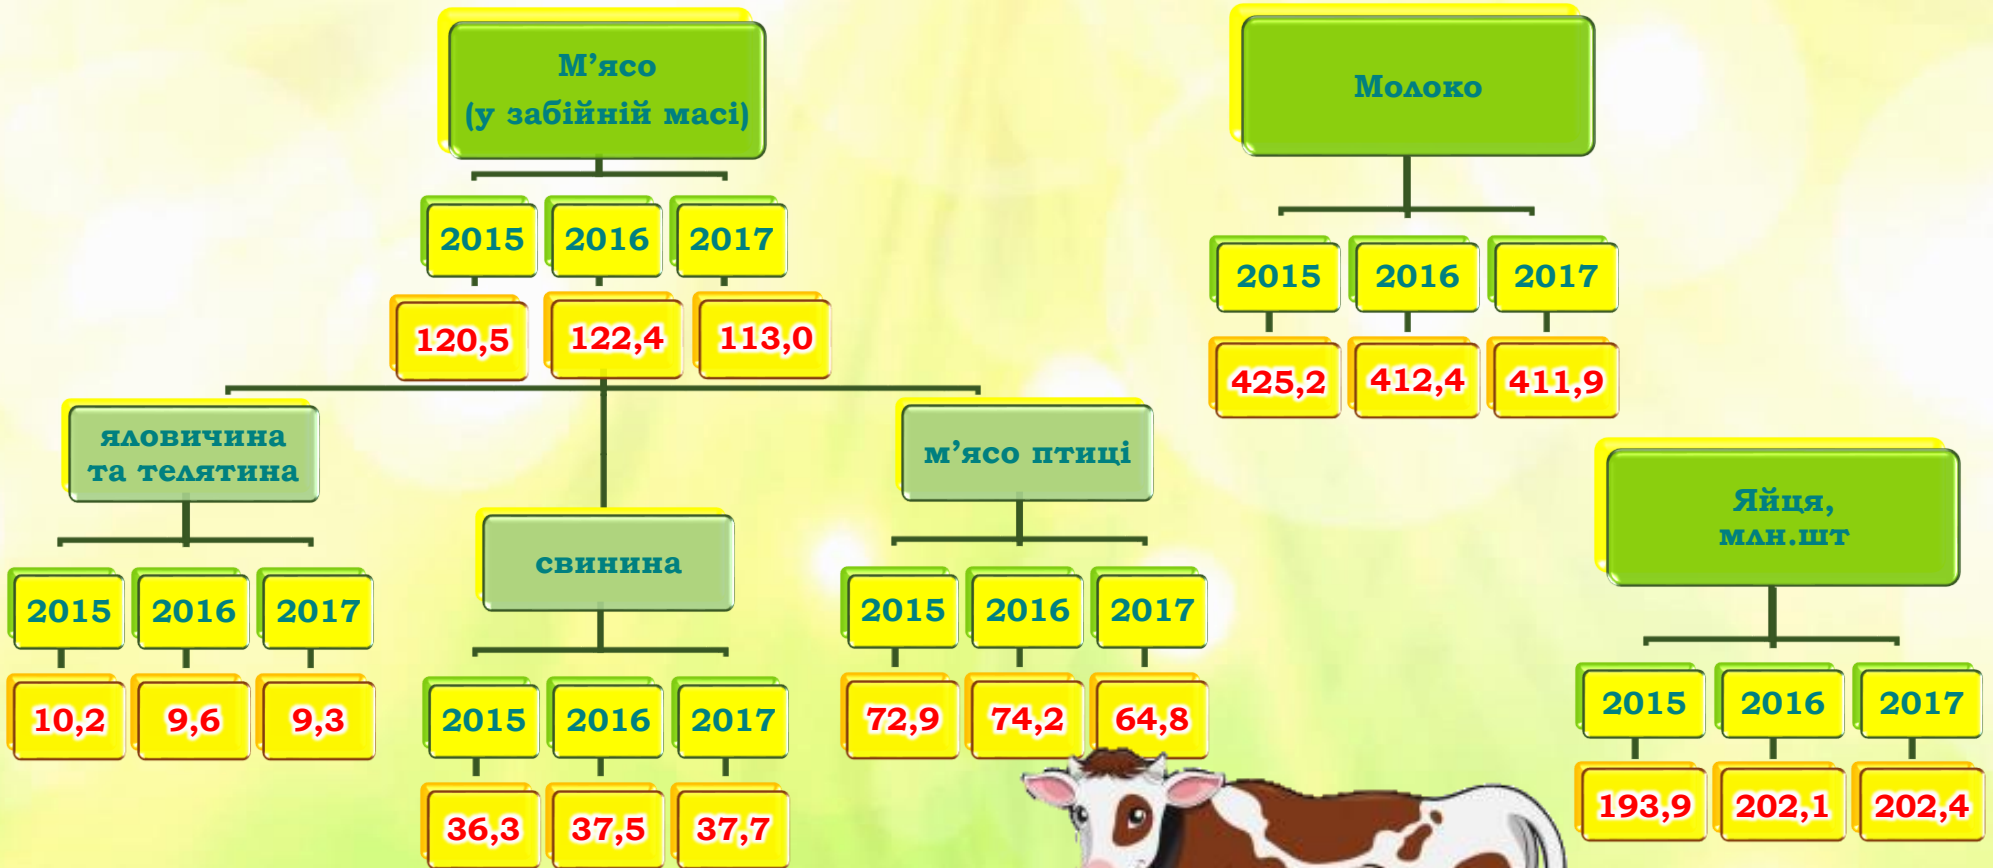 М’ясо
(у забійній масі)
2015 2016 2017
120,5 122,4 113,0
яловичина
та телятина
2015 2016 2017
10,2 9,6 9,3
свинина
2015 2016 2017
36,3 37,5 37,7
м’ясо птиці
2015 2016 2017
72,9 74,2 64,8
Молоко
2015 2016 2017
425,2 412,4 411,9
Яйця,
млн.шт
2015 2016 2017
193,9 202,1 202,4